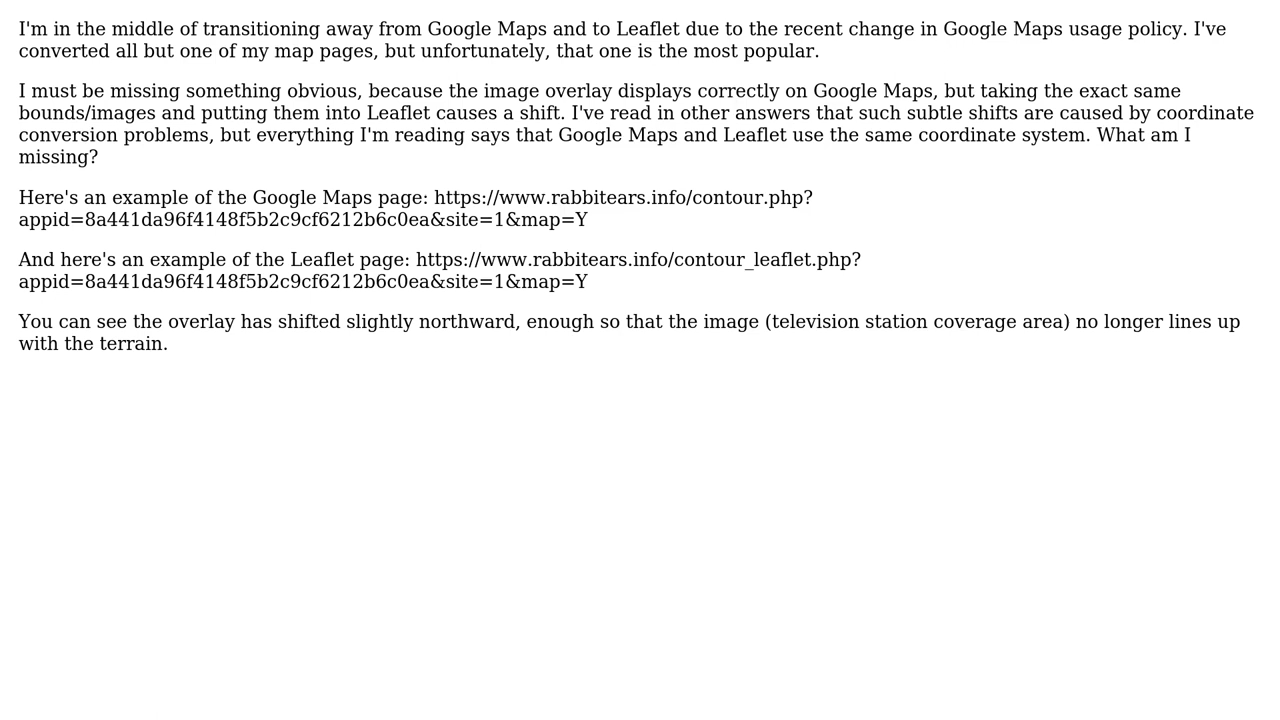 I'm in the middle of transitioning away from Google Maps and to Leaflet due to the recent change in Google Maps usage policy. I've
converted all but one of my map pages, but unfortunately, that one is the most popular.
I must be missing something obvious, because the image overlay displays correctly on Google Maps, but taking the exact same
bounds/images and putting them into Leaflet causes a shift. I've read in other answers that such subtle shifts are caused by coordinate
conversion problems, but everything I'm reading says that Google Maps and Leaflet use the same coordinate system. What am I
missing?
Here's an example of the Google Maps page: https://www.rabbitears.info/contour.php?
appid=8a441da96f4148f5b2c9cf6212b6c0ea&site=1&map=Y
And here's an example of the Leaflet page: https://www.rabbitears.info/contour_leaflet.php?
appid=8a441da96f4148f5b2c9cf6212b6c0ea&site=1&map=Y
You can see the overlay has shifted slightly northward, enough so that the image (television station coverage area) no longer lines up
with the terrain.